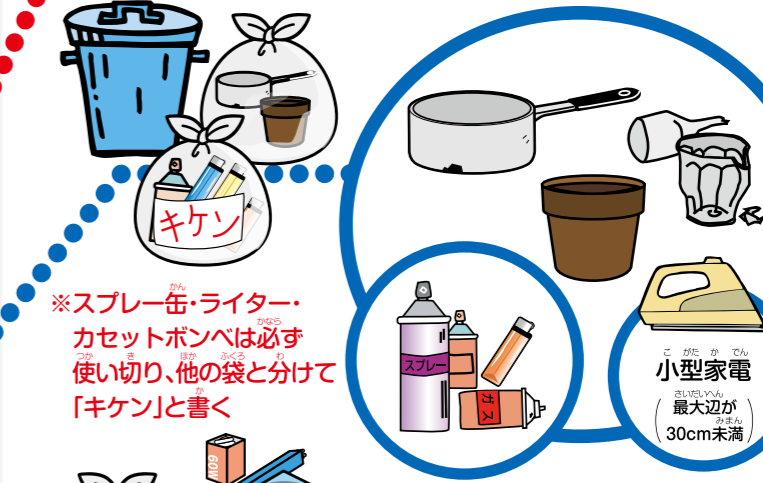 キケン
※スプレー缶・ライター・
カセットボンベは必ず
使い切り、他の袋と分けて
「キケン」と書く
スプレー
ガス
小型家電
最大辺が
30cm未満
60W